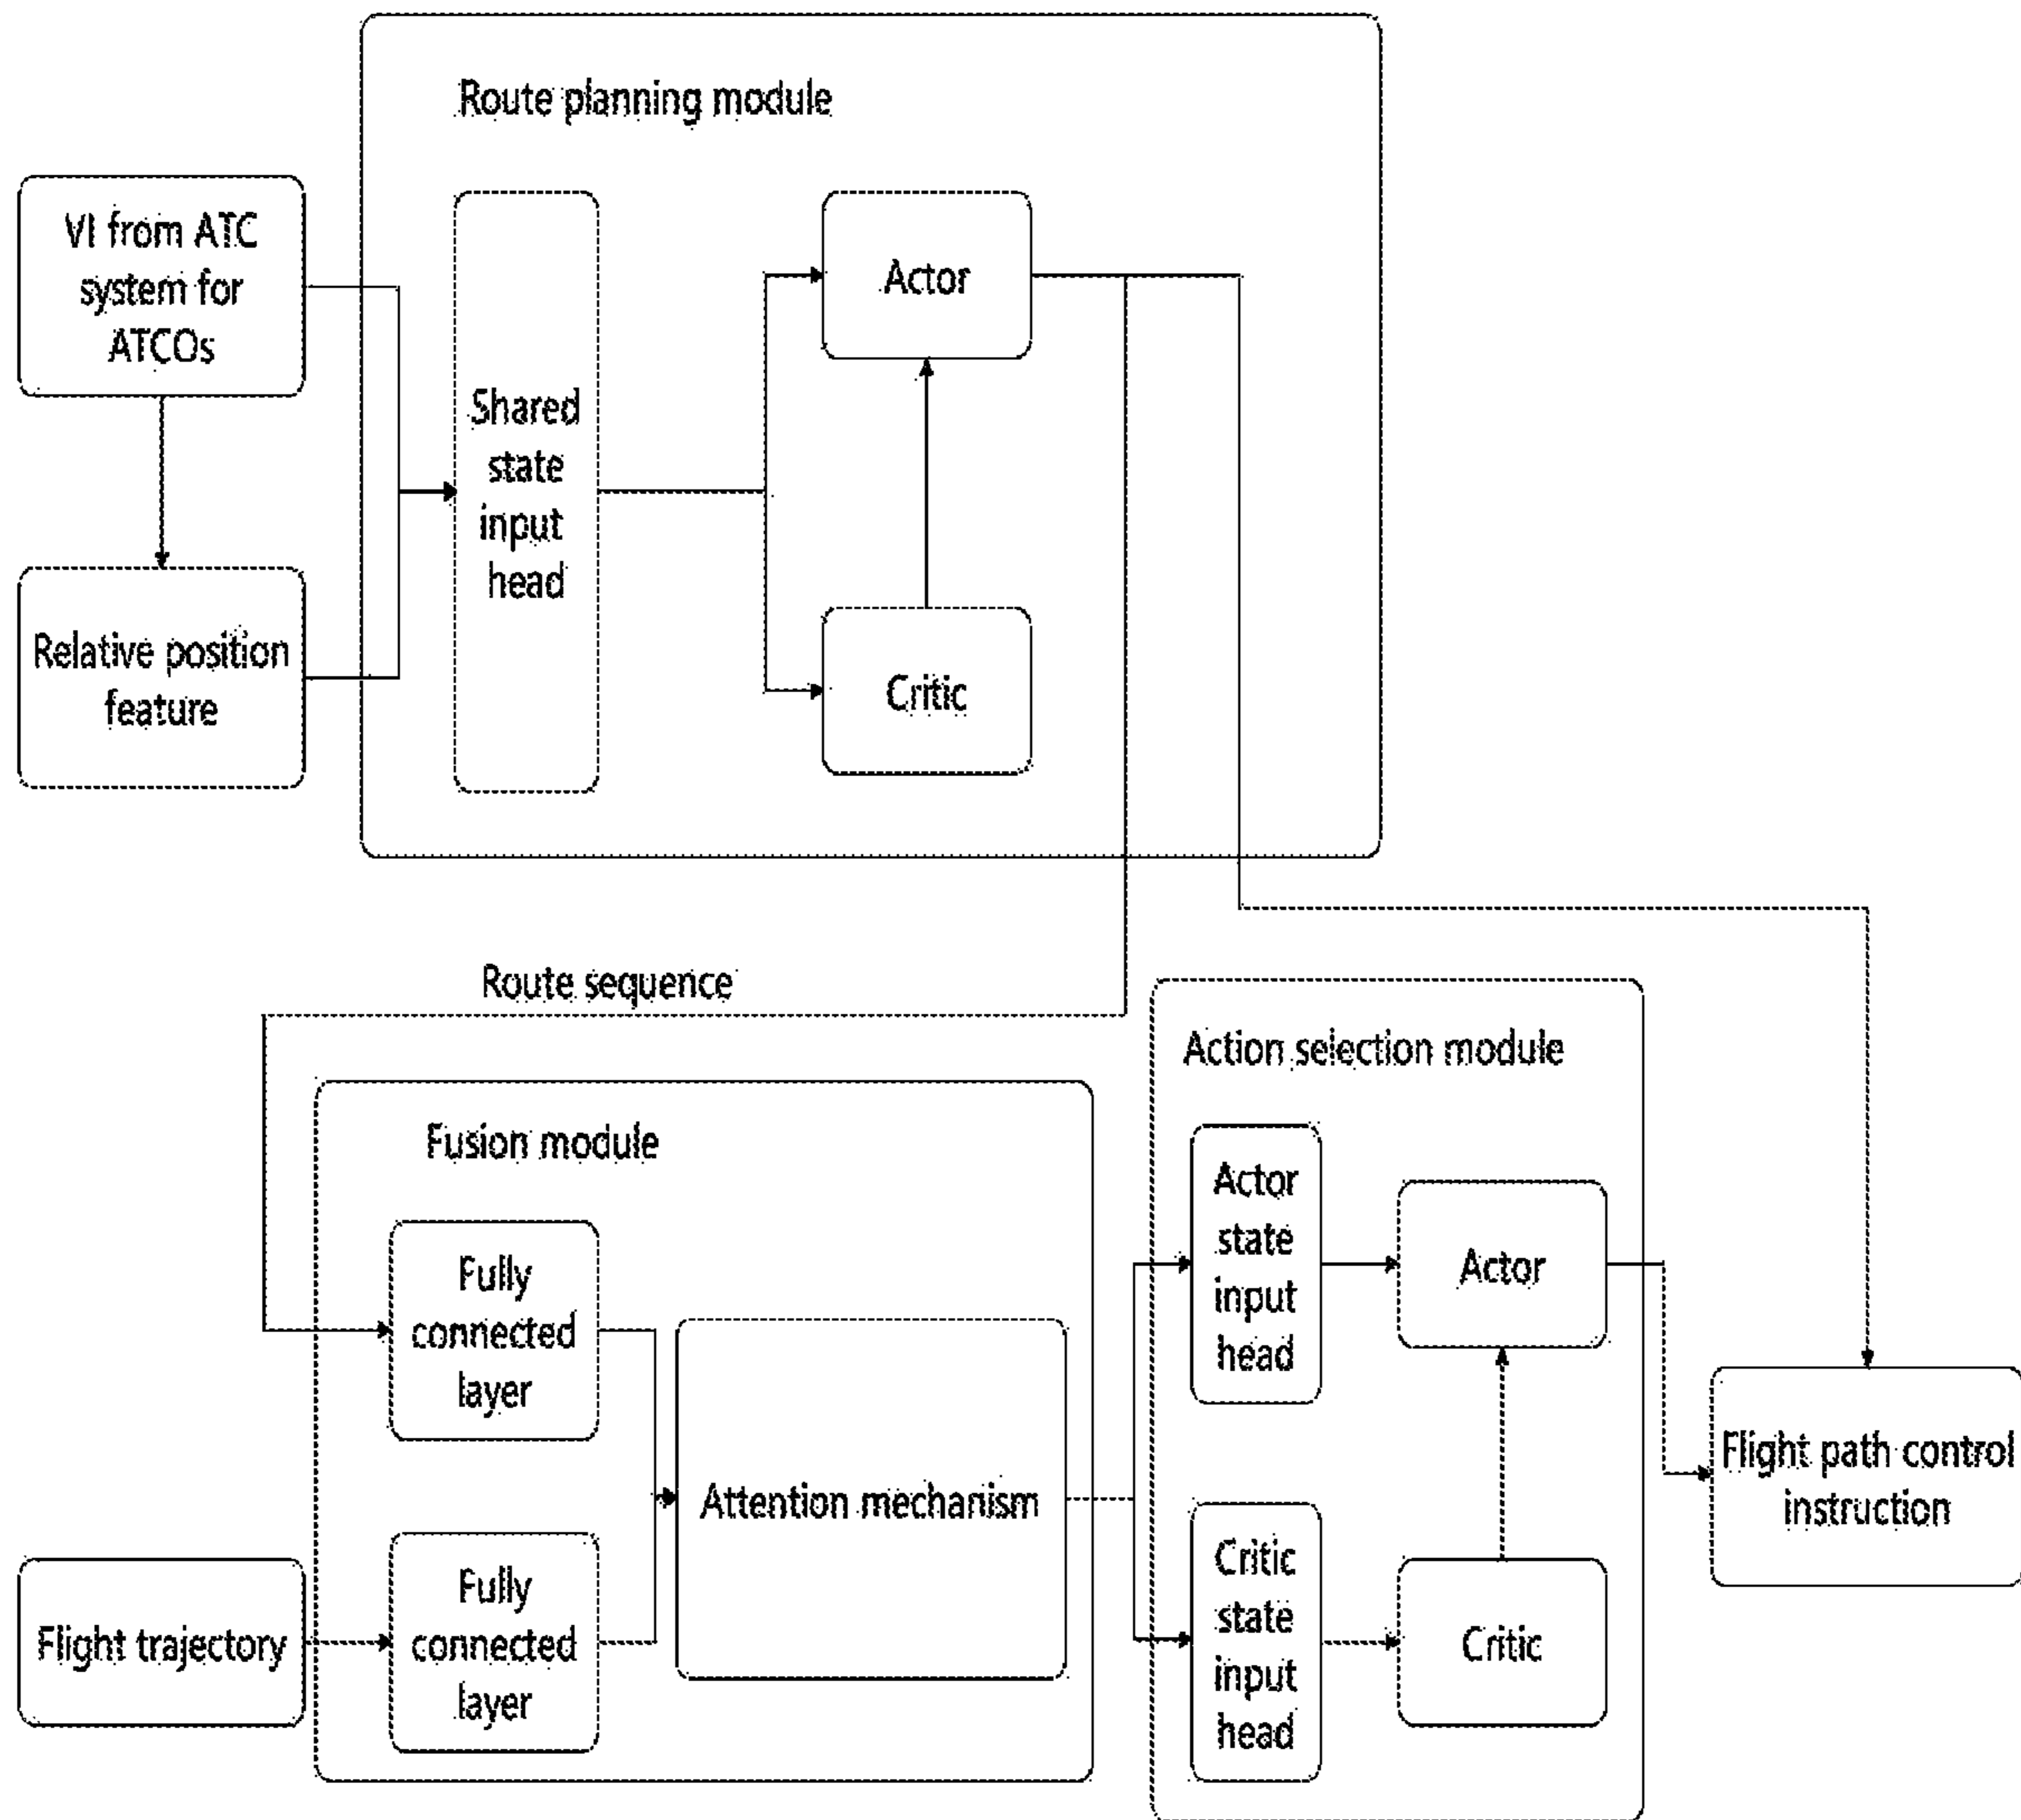 Route planning module
VI from ATC
system for
ATCOs
Relative position
feature
Shared
state
input
head
Actor
Critic
Route sequence
Fusion module
Fully
connected
layer
Flight trajectory
Fully
connected
layer
Attention mechanism
Action selection module
Actor
state
input
head
Actor
Critic
state
input
head
Critic
Flight path control
instruction